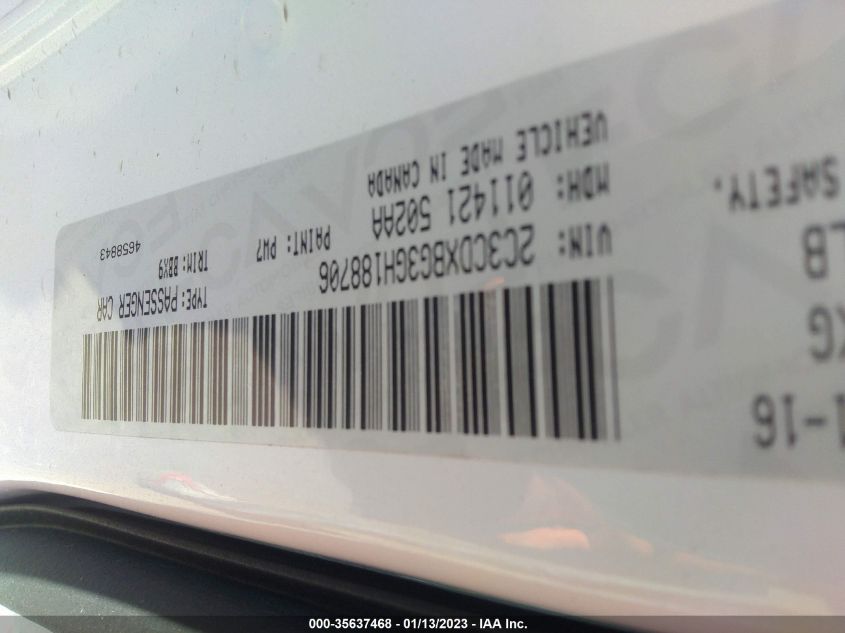 1-16
KG
LB
SAFETY.
VIN: 2C3CDXBG3GH188706 TYPE: PASSENGER CAR
MDH: 011421 502AA PAINT: PW7 TRIM: BBX9
VEHICLE MADE IN CANADA 4658843
000-35637468 - 01/13/2023 - IAA Inc.